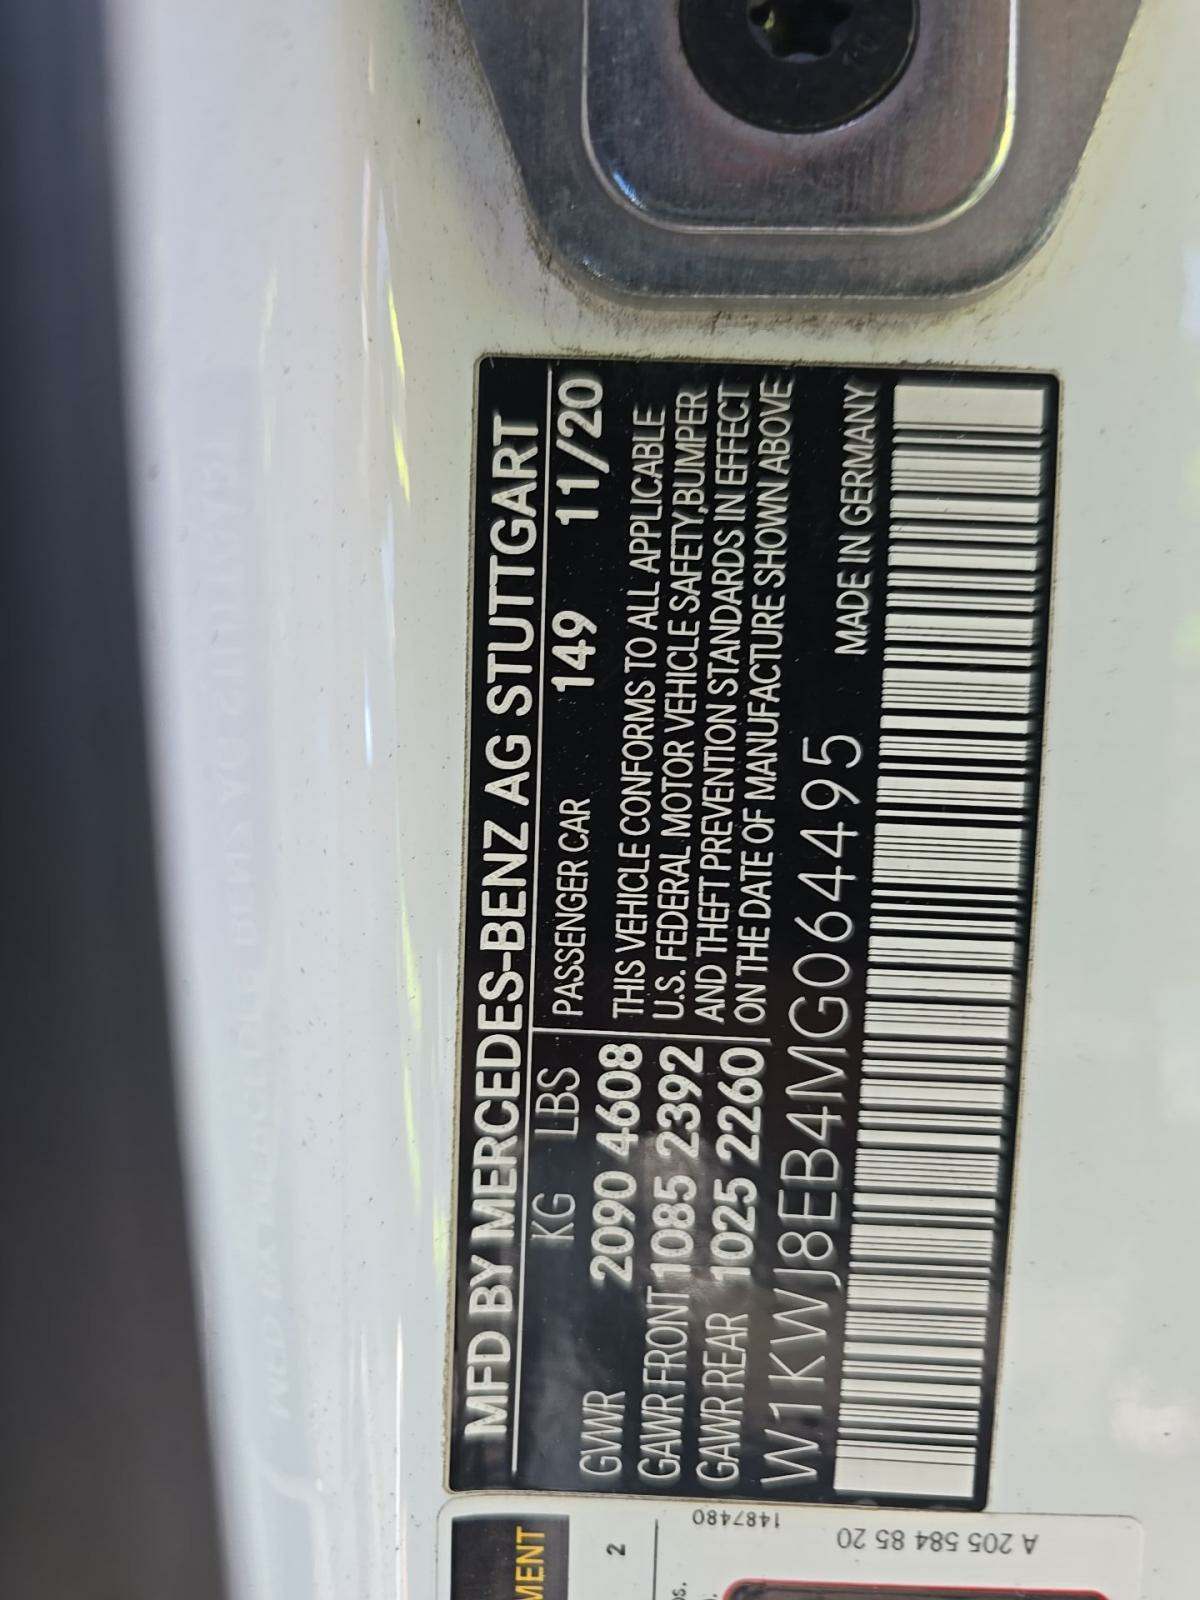 MFD BY MERCEDES-BENZ AG STUTTGART
KG LBS
GVWR 2090 4608
GAWR FRONT 1085 2392
GAWR REAR 1025 2260
PASSENGER CAR 149 11/20
THIS VEHICLE CONFORMS TO ALL APPLICABLE
U.S. FEDERAL MOTOR VEHICLE SAFETY,BUMPER
AND THEFT PREVENTION STANDARDS IN EFFECT
ON THE DATE OF MANUFACTURE SHOWN ABOVE
W1KWJ8EB4MG064495
MADE IN GERMANY
MENT
2
1487480
A 205 584 85 20